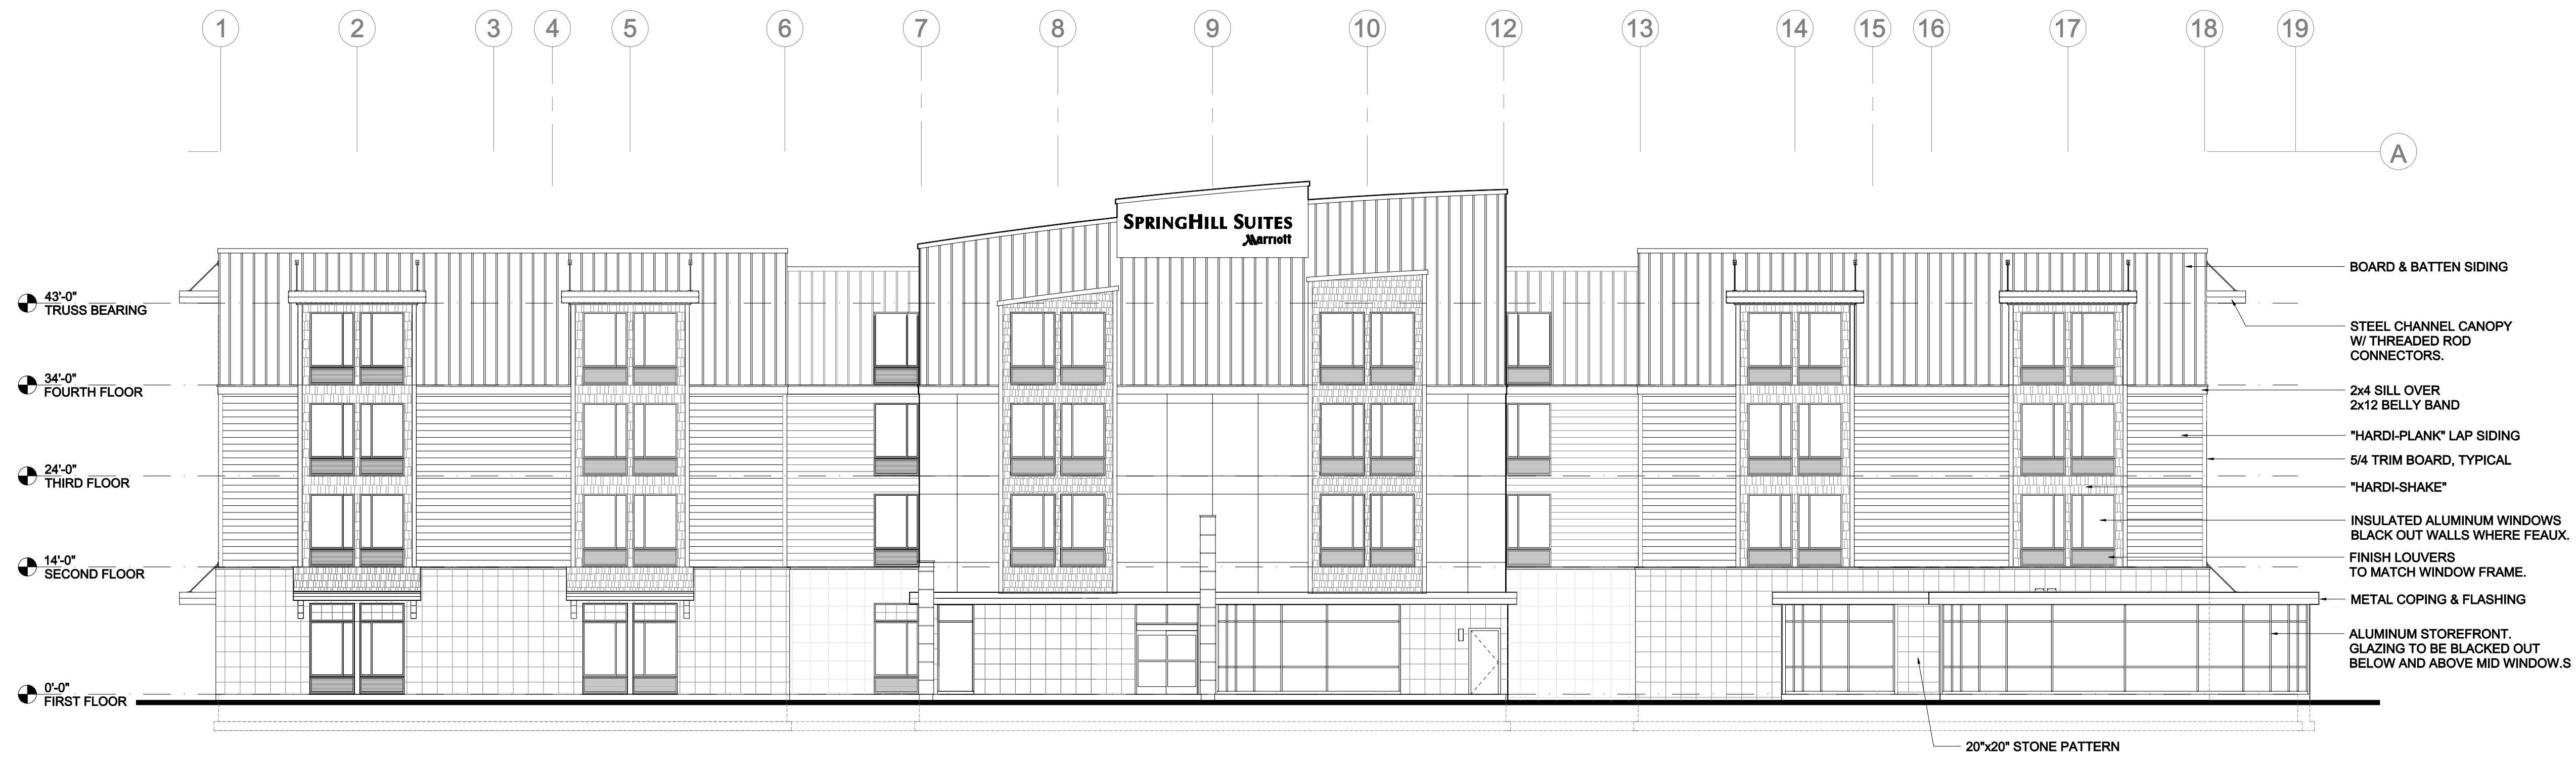 1 2 3 4 5 6 7 8 9 10 12 13 14 15 16 17 18 19
A
SPRINGHILL SUITES
Marriott
43'-0"
TRUSS BEARING
34'-0"
FOURTH FLOOR
24'-0"
THIRD FLOOR
14'-0"
SECOND FLOOR
0'-0"
FIRST FLOOR
BOARD & BATTEN SIDING
STEEL CHANNEL CANOPY
W/ THREADED ROD
CONNECTORS.
2x4 SILL OVER
2x12 BELLY BAND
"HARDI-PLANK" LAP SIDING
5/4 TRIM BOARD, TYPICAL
"HARDI-SHAKE"
INSULATED ALUMINUM WINDOWS
BLACK OUT WALLS WHERE FEAUX.
FINISH LOUVERS
TO MATCH WINDOW FRAME.
METAL COPING & FLASHING
ALUMINUM STOREFRONT.
GLAZING TO BE BLACKED OUT
BELOW AND ABOVE MID WINDOW.S
20"x20" STONE PATTERN